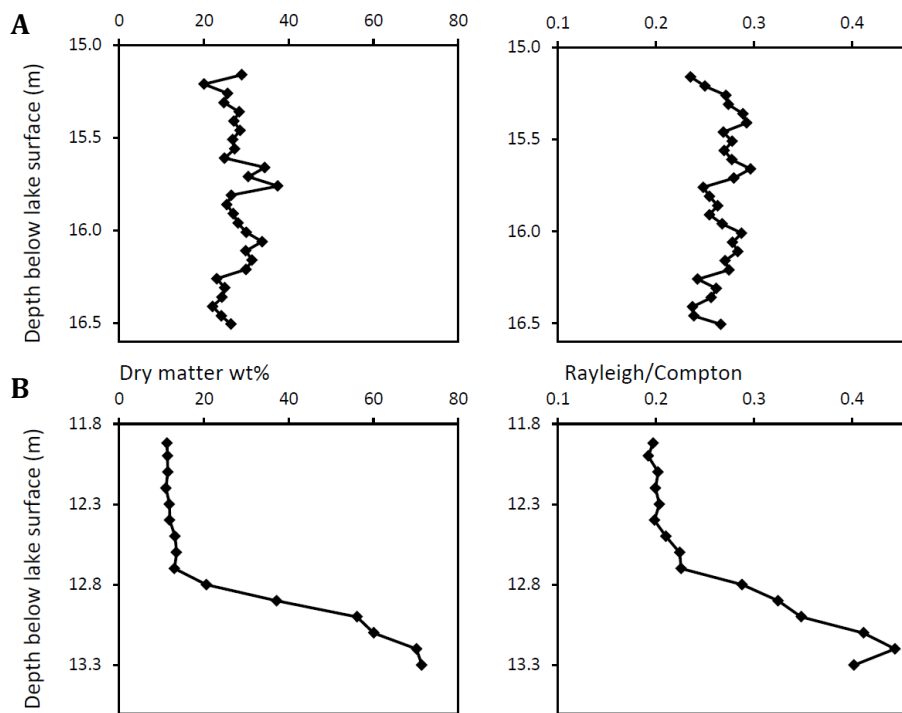 A
0 20 40 60 80
0.1 0.2 0.3 0.4
Depth below lake surface (m)
15.0
15.5
16.0
16.5
15.0
15.5
16.0
16.5
B
Dry matter wt%
Rayleigh/Compton
0 20 40 60 80
0.1 0.2 0.3 0.4
Depth below lake surface (m)
11.8
12.3
12.8
13.3
11.8
12.3
12.8
13.3